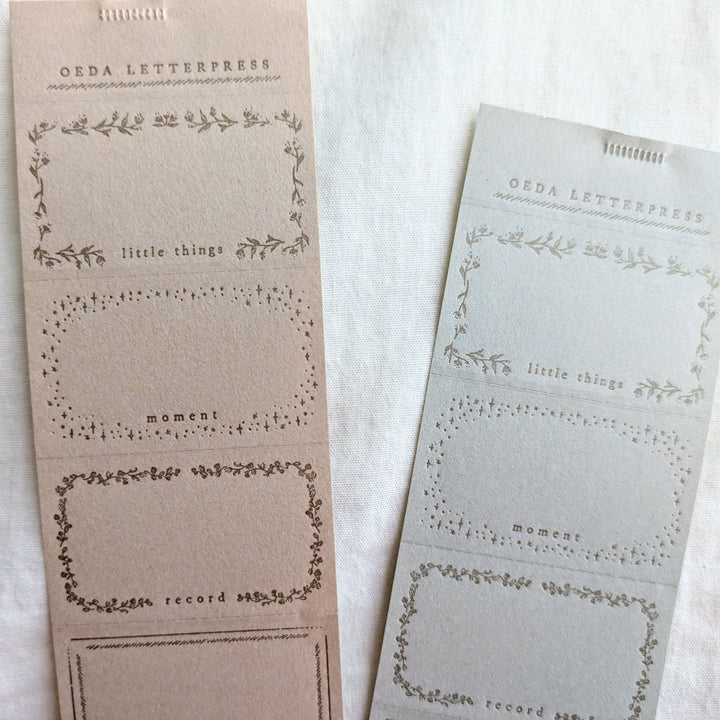 OEDA LETTERPRESS
little things
moment
record
OEDA LETTERPRESS
little things
moment
record